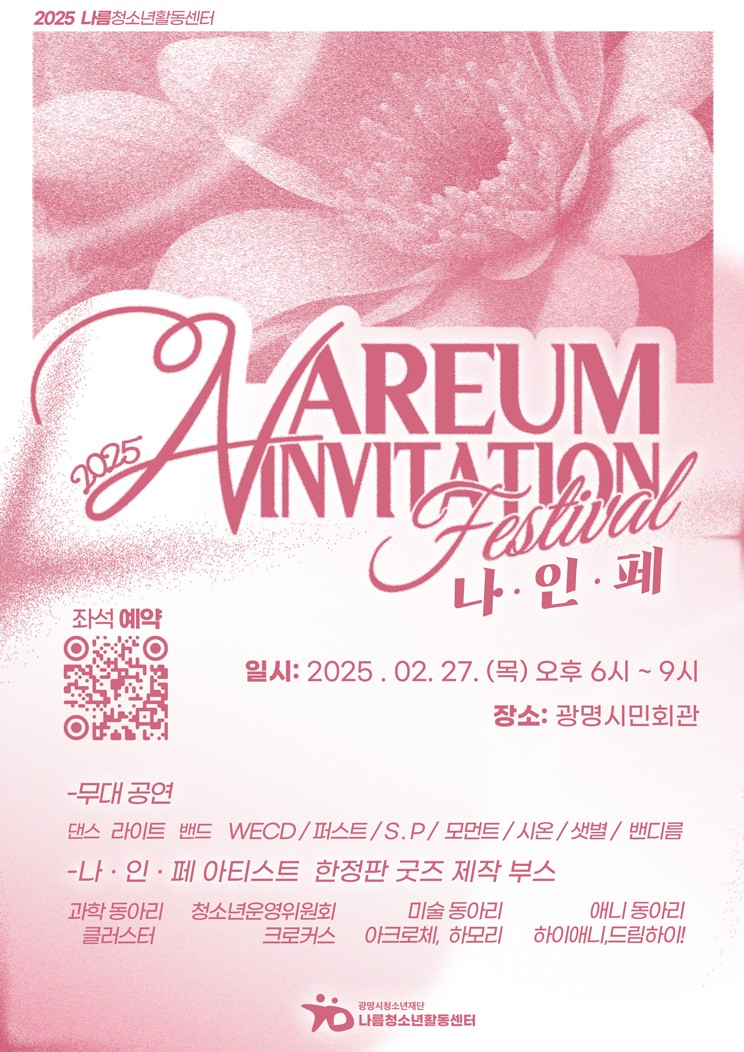 2025 나름청소년활동센터
NAREUM
2025
INVITATION
Festival
나·인·페
좌석 예약
일시: 2025 . 02. 27. (목) 오후 6시 ~ 9시
장소: 광명시민회관
-무대 공연
댄스 라이트 밴드 WECD / 퍼스트 / S . P / 모먼트 / 시온 / 샛별 / 밴디름
-나 · 인 · 페 아티스트 한정판 굿즈 제작 부스
과학 동아리 청소년운영위원회 미술 동아리 애니 동아리
클러스터 크로커스 아크로체, 하모리 하이애니,드림하이!
광명시청소년재단
나름청소년활동센터